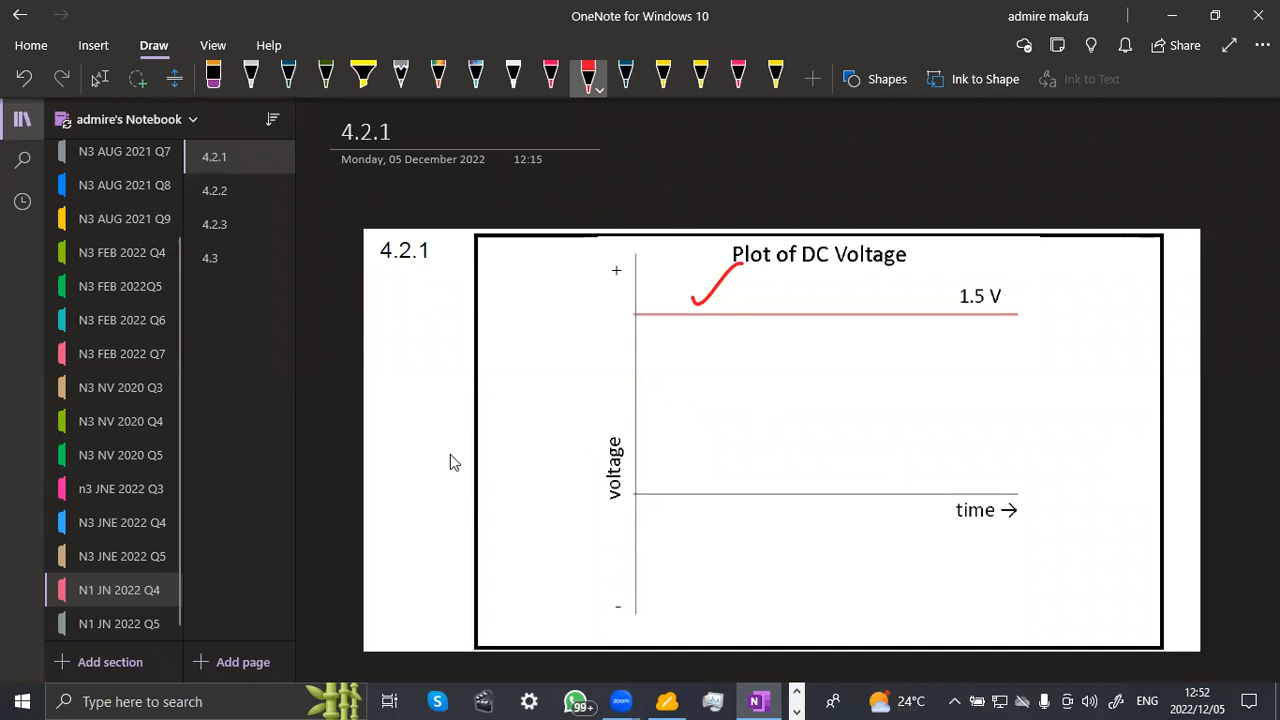 OneNote for Windows 10
admire makufa
Home
Insert
Draw
View
Help
Share
Shapes
Ink to Shape
Ink to Text
admire's Notebook
N3 AUG 2021 Q7
N3 AUG 2021 Q8
N3 AUG 2021 Q9
N3 FEB 2022 Q4
N3 FEB 2022Q5
N3 FEB 2022 Q6
N3 FEB 2022 Q7
N3 NV 2020 Q3
N3 NV 2020 Q4
N3 NV 2020 Q5
n3 JNE 2022 Q3
N3 JNE 2022 Q4
N3 JNE 2022 Q5
N1 JN 2022 Q4
N1 JN 2022 Q5
Add section
4.2.1
4.2.2
4.2.3
4.3
Add page
4.2.1
Monday, 05 December 2022 12:15
4.2.1
Plot of DC Voltage
+
1.5 V
voltage
time →
-
Type here to search
99+
zoom
24°C
ENG
12:52
2022/12/05